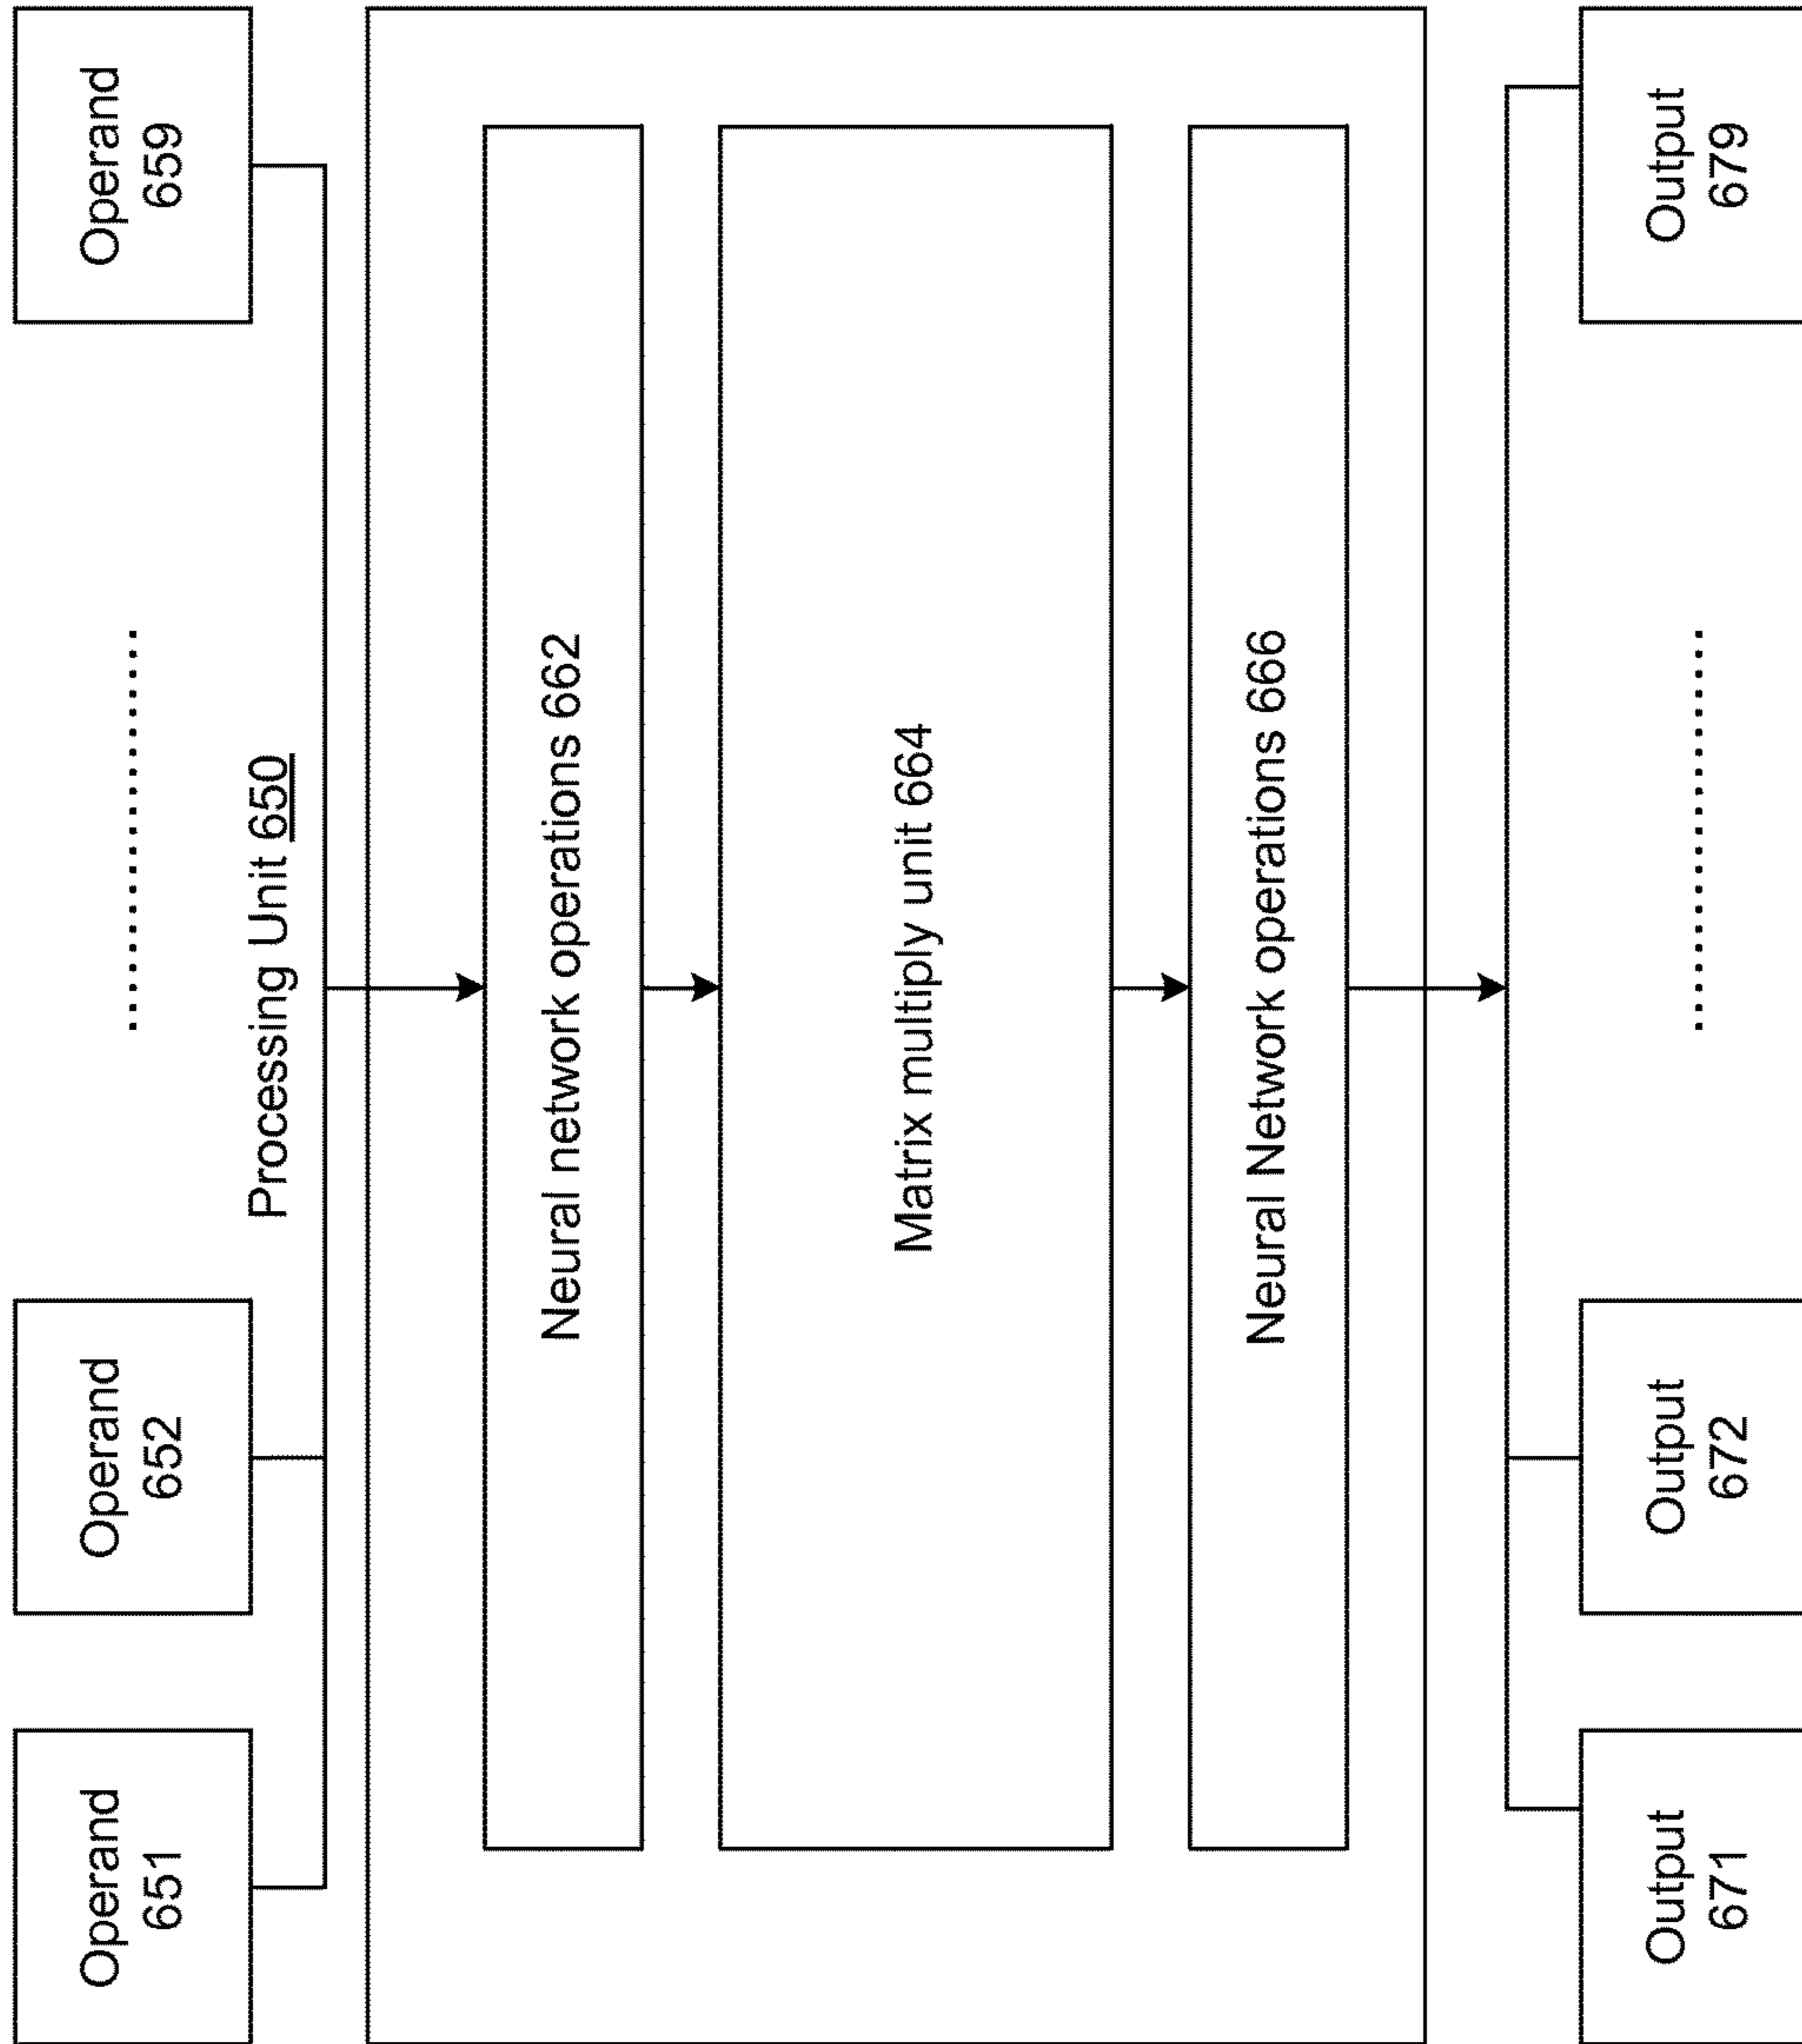 Operand
651
Operand
652
...................
Operand
659
Processing Unit 650
Neural network operations 662
Matrix multiply unit 664
Neural Network operations 666
Output
671
Output
672
...................
Output
679